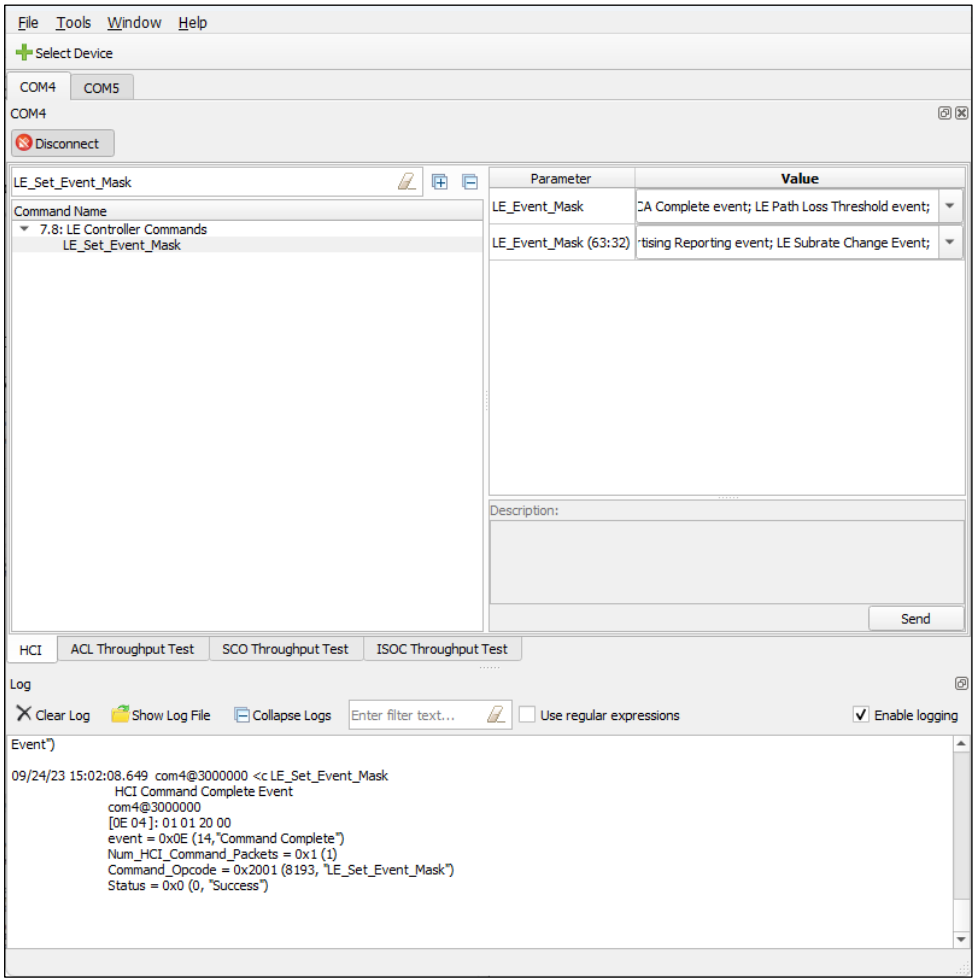 File Tools Window Help
Select Device
COM4 COM5
COM4
Disconnect
LE_Set_Event_Mask
Command Name
7.8: LE Controller Commands
LE_Set_Event_Mask
Parameter Value
LE_Event_Mask CA Complete event; LE Path Loss Threshold event;
LE_Event_Mask (63:32) rtising Reporting event; LE Subrate Change Event;
Description:
Send
HCI ACL Throughput Test SCO Throughput Test ISOC Throughput Test
Log
Clear Log Show Log File Collapse Logs Enter filter text... Use regular expressions Enable logging
Event")
09/24/23 15:02:08.649 com4@3000000 <c LE_Set_Event_Mask
HCI Command Complete Event
com4@3000000
[0E 04]: 01 01 20 00
event = 0x0E (14,"Command Complete")
Num_HCI_Command_Packets = 0x1 (1)
Command_Opcode = 0x2001 (8193, "LE_Set_Event_Mask")
Status = 0x0 (0, "Success")